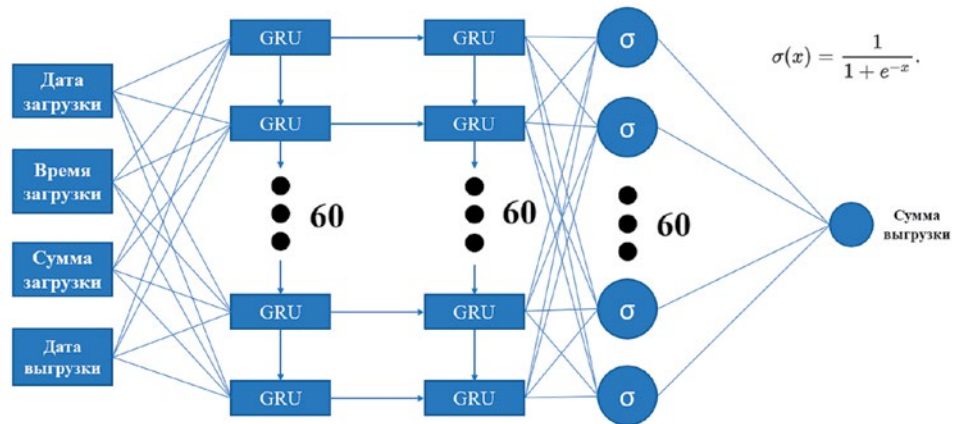 Дата
загрузки
Время
загрузки
Сумма
загрузки
Дата
выгрузки
GRU
GRU
60
GRU
GRU
GRU
GRU
60
GRU
GRU
σ
σ
60
σ
σ
σ(x) = 1 / (1 + e^{-x}).
Сумма
выгрузки